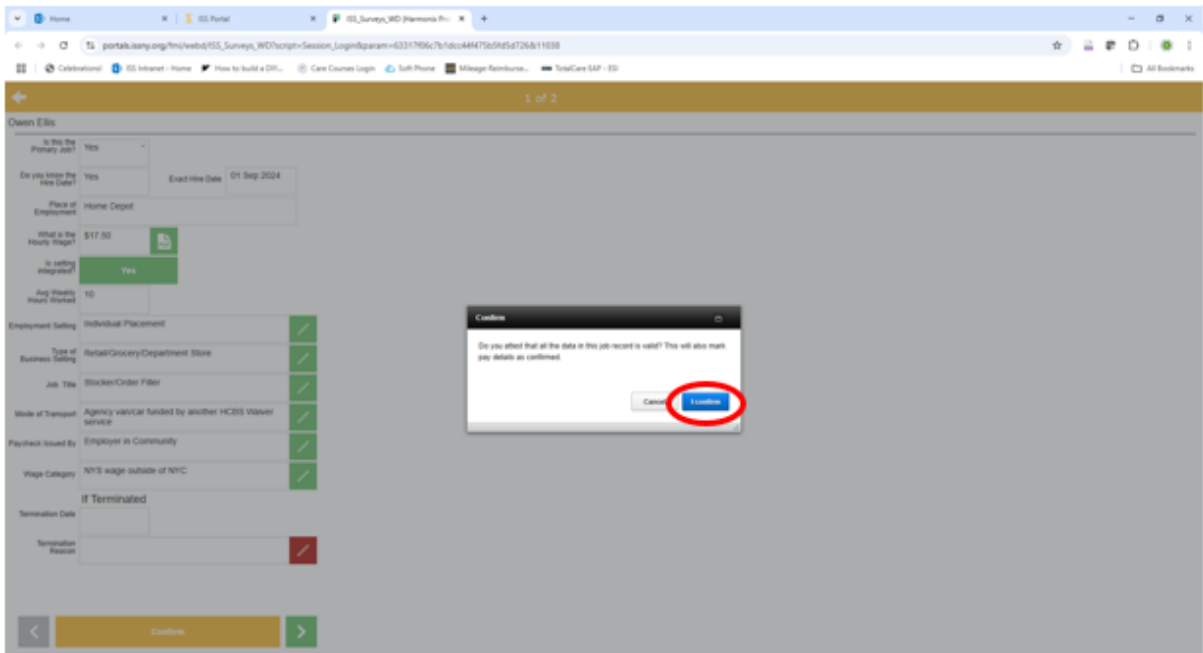 Home
ISS Portal
ISS_Surveys_WD (Harmonia Pro
portals.issny.org/fmi/webd/ISS_Surveys_WD?script=Session_Login&param=
Celebrations!
ISS Intranet - Home
How to build a DIY...
Care Courses Login
Soft Phone
Mileage Reimburse...
TotalCare EAP - ESI
All Bookmarks
1 of 2
Owen Ellis
Is this the Primary Job? Yes
Do you know the Hire Date? Yes Exact Hire Date 01 Sep 2024
Place of Employment Home Depot
What is the Hourly Wage? $17.50
Is setting integrated? Yes
Avg Weekly Hours Worked 10
Employment Setting Individual Placement
Type of Business Setting Retail/Grocery/Department Store
Job Title Stocker/Order Filler
Mode of Transport Agency van/car funded by another HCBS Waiver
service
Paycheck Issued By Employer in Community
Wage Category NYS wage outside of NYC
If Terminated
Termination Date
Termination Reason
Confirm
Confirm
Do you attest that all the data in this job record is valid? This will also mark
pay details as confirmed.
Cancel
I confirm